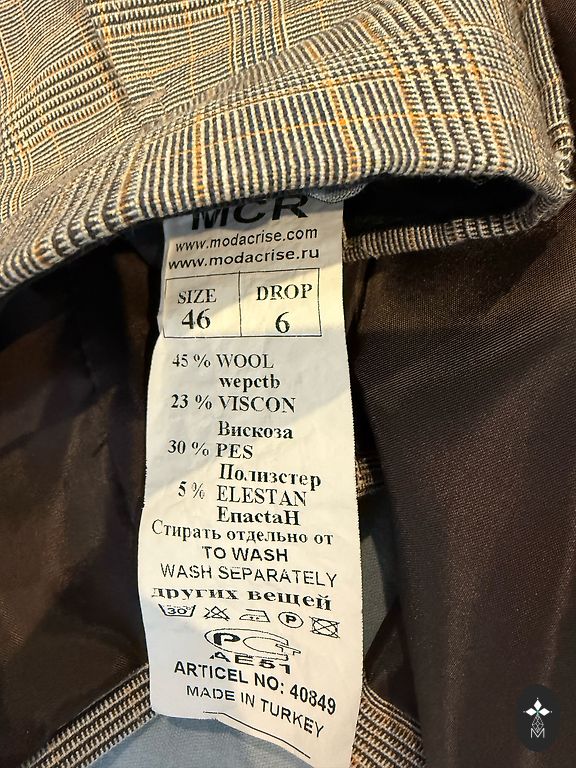 MCR
www.modacrise.com
www.modacrise.ru
SIZE DROP
46 6
45 % WOOL
wepctb
23 % VISCON
Вискоза
30 % PES
Полизстер
5 % ELESTAN
EпастаH
Стирать отдельно от
TO WASH
WASH SEPARATELY
других вещей
30 P
РСТ
AE51
ARTICEL NO: 40849
MADE IN TURKEY
M